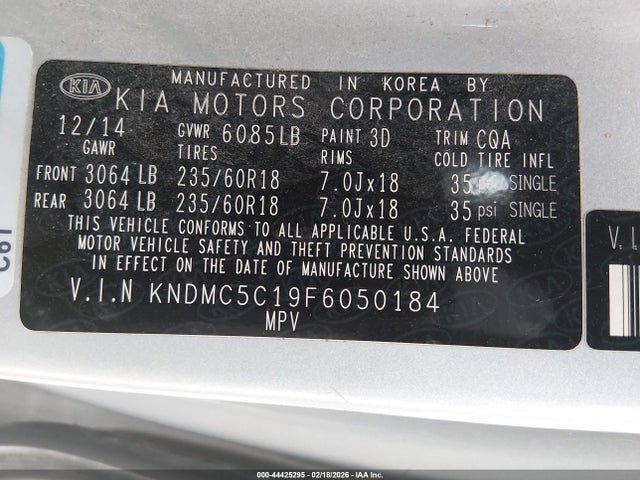 MANUFACTURED IN KOREA BY
KIA KIA MOTORS CORPORATION
12/14 GVWR 6085LB PAINT 3D TRIM CQA
GAWR TIRES RIMS COLD TIRE INFL
FRONT 3064 LB 235/60R18 7.0Jx18 35 psi SINGLE
REAR 3064 LB 235/60R18 7.0Jx18 35 psi SINGLE
THIS VEHICLE CONFORMS TO ALL APPLICABLE U.S.A. FEDERAL
MOTOR VEHICLE SAFETY AND THEFT PREVENTION STANDARDS
IN EFFECT ON THE DATE OF MANUFACTURE SHOWN ABOVE
V.I.N KNDMC5C19F6050184
MPV
C81
V.I.
000-44425295 - 02/18/2026 - IAA Inc.